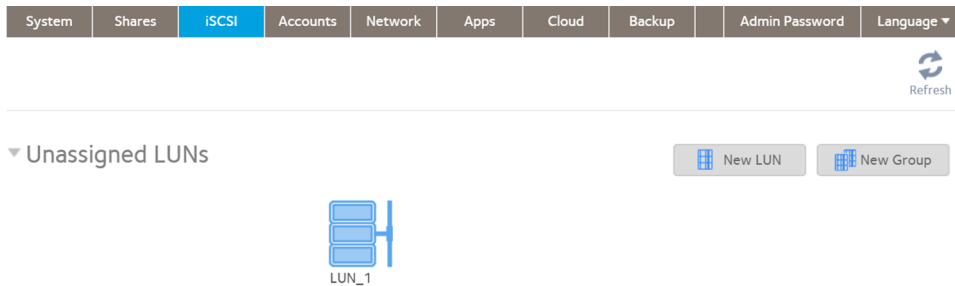 System Shares iSCSI Accounts Network Apps Cloud Backup Admin Password Language
Refresh
Unassigned LUNs New LUN New Group
LUN_1